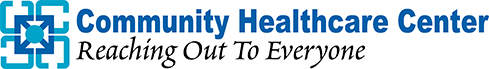 Community Healthcare Center
Reaching Out To Everyone